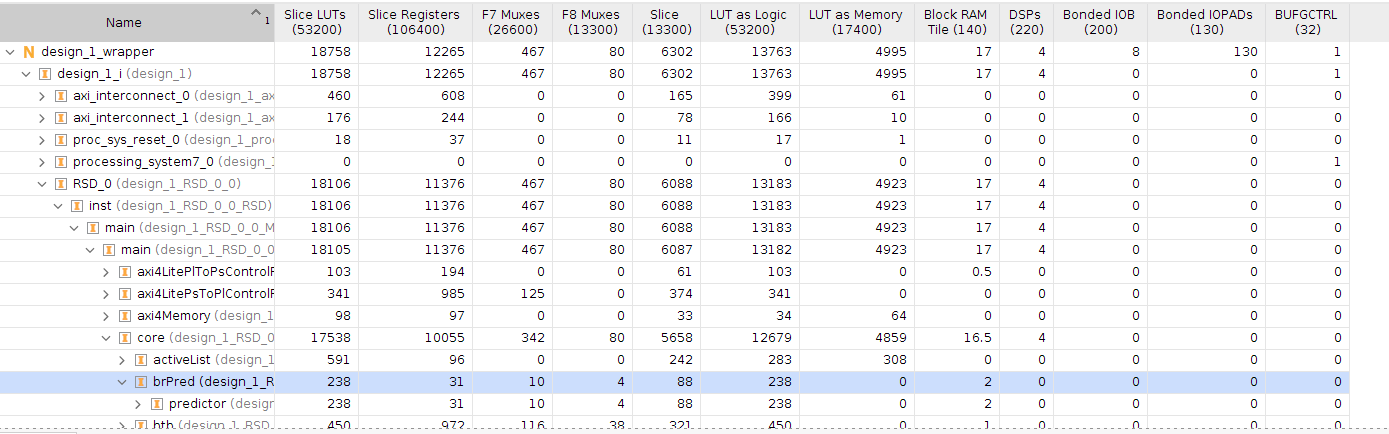 Name 1 Slice LUTs (53200) Slice Registers (106400) F7 Muxes (26600) F8 Muxes (13300) Slice (13300) LUT as Logic (53200) LUT as Memory (17400) Block RAM Tile (140) DSPs (220) Bonded IOB (200) Bonded IOPADs (130) BUFGCTRL (32)
N design_1_wrapper 18758 12265 467 80 6302 13763 4995 17 4 8 130 1
design_1_i (design_1) 18758 12265 467 80 6302 13763 4995 17 4 0 0 1
axi_interconnect_0 (design_1_ax 460 608 0 0 165 399 61 0 0 0 0 0
axi_interconnect_1 (design_1_ax 176 244 0 0 78 166 10 0 0 0 0 0
proc_sys_reset_0 (design_1_proc 18 37 0 0 11 17 1 0 0 0 0 0
processing_system7_0 (design_1 0 0 0 0 0 0 0 0 0 0 0 1
RSD_0 (design_1_RSD_0_0) 18106 11376 467 80 6088 13183 4923 17 4 0 0 0
inst (design_1_RSD_0_0_RSD) 18106 11376 467 80 6088 13183 4923 17 4 0 0 0
main (design_1_RSD_0_0_M 18106 11376 467 80 6088 13183 4923 17 4 0 0 0
main (design_1_RSD_0_0 18105 11376 467 80 6087 13182 4923 17 4 0 0 0
axi4LitePlToPsControlF 103 194 0 0 61 103 0 0.5 0 0 0 0
axi4LitePsToPlControlF 341 985 125 0 374 341 0 0 0 0 0 0
axi4Memory (design_1 98 97 0 0 33 34 64 0 0 0 0 0
core (design_1_RSD_0 17538 10055 342 80 5658 12679 4859 16.5 4 0 0 0
activeList (design_1 591 96 0 0 242 283 308 0 0 0 0 0
brPred (design_1_R 238 31 10 4 88 238 0 2 0 0 0 0
predictor (design 238 31 10 4 88 238 0 2 0 0 0 0
btb (design_1_RSD 450 972 116 38 321 450 0 1 0 0 0 0